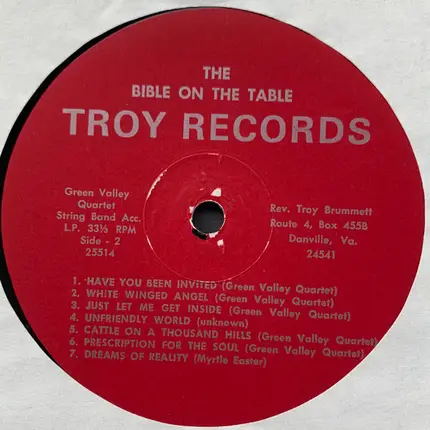 THE
BIBLE ON THE TABLE
TROY RECORDS
Green Valley
Quartet
String Band Acc.
L.P. 33⅓ RPM
Side - 2
25514
Rev. Troy Brummett
Route 4, Box 455B
Danville, Va.
24541
1. HAVE YOU BEEN INVITED (Green Valley Quartet)
2. WHITE WINGED ANGEL (Green Valley Quartet)
3. JUST LET ME GET INSIDE (Green Valley Quartet)
4. UNFRIENDLY WORLD (unknown)
5. CATTLE ON A THOUSAND HILLS (Green Valley Quartet)
6. PRESCRIPTION FOR THE SOUL (Green Valley Quartet)
7. DREAMS OF REALITY (Myrtle Easter)